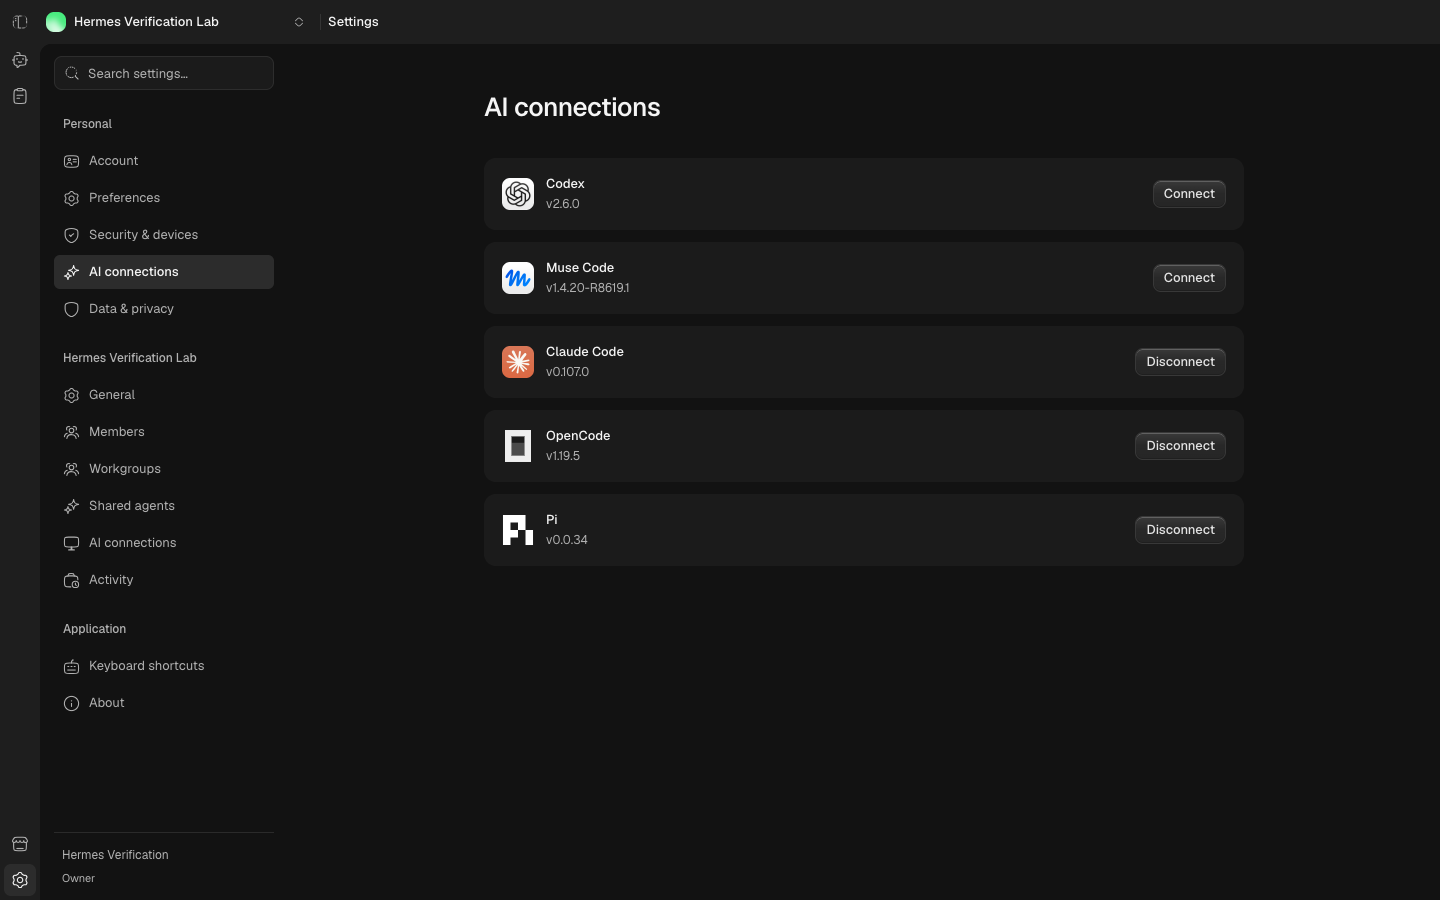 Hermes Verification Lab
Settings
Search settings...
Personal
Account
Preferences
Security & devices
AI connections
Data & privacy
Hermes Verification Lab
General
Members
Workgroups
Shared agents
AI connections
Activity
Application
Keyboard shortcuts
About
Hermes Verification
Owner
AI connections
Codex
v2.6.0
Connect
Muse Code
v1.4.20-R8619.1
Connect
Claude Code
v0.107.0
Disconnect
OpenCode
v1.19.5
Disconnect
Pi
v0.0.34
Disconnect